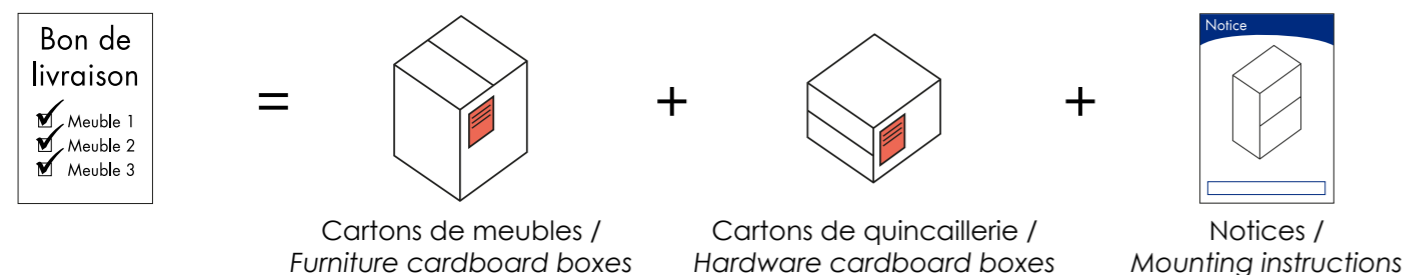 Bon de
livraison
Meuble 1
Meuble 2
Meuble 3
=
+
+
Notice
Cartons de meubles /
Furniture cardboard boxes
Cartons de quincaillerie /
Hardware cardboard boxes
Notices /
Mounting instructions